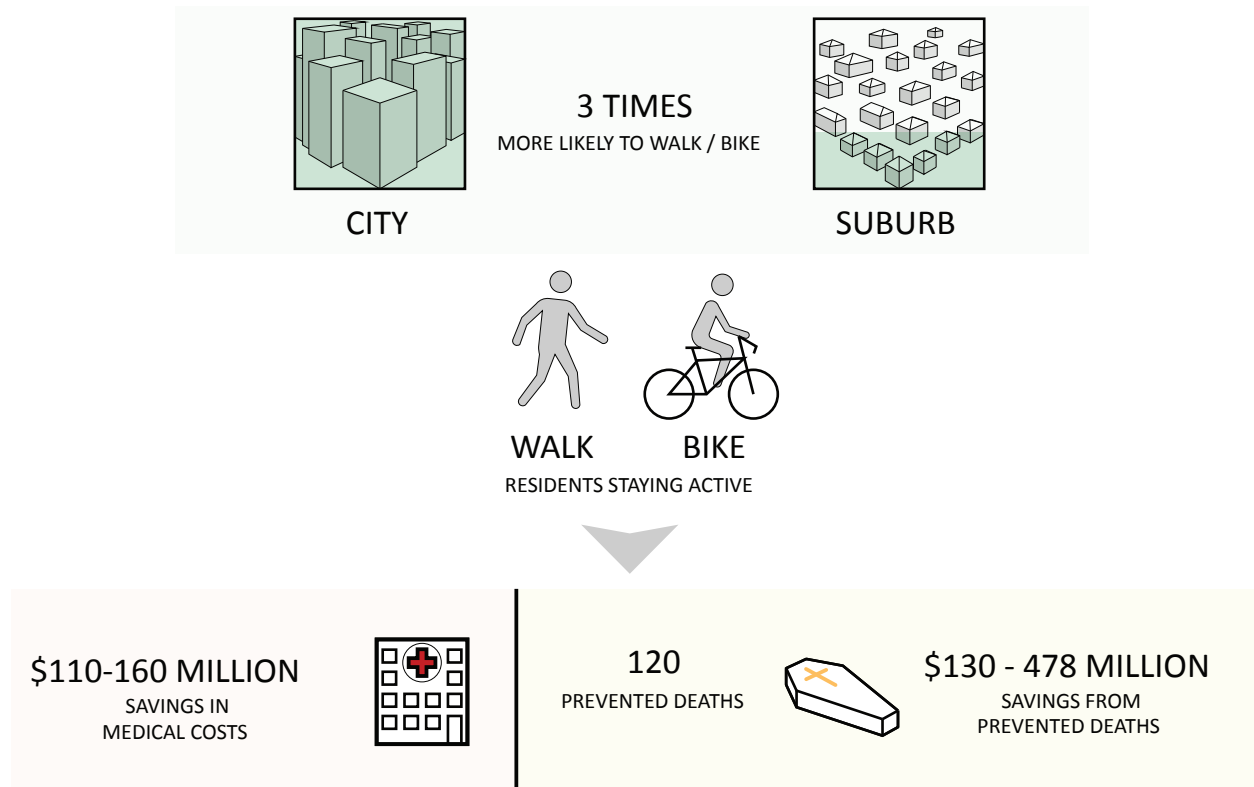 3 TIMES
MORE LIKELY TO WALK / BIKE
CITY
SUBURB
WALK
BIKE
RESIDENTS STAYING ACTIVE
$110-160 MILLION
SAVINGS IN
MEDICAL COSTS
120
PREVENTED DEATHS
$130 - 478 MILLION
SAVINGS FROM
PREVENTED DEATHS